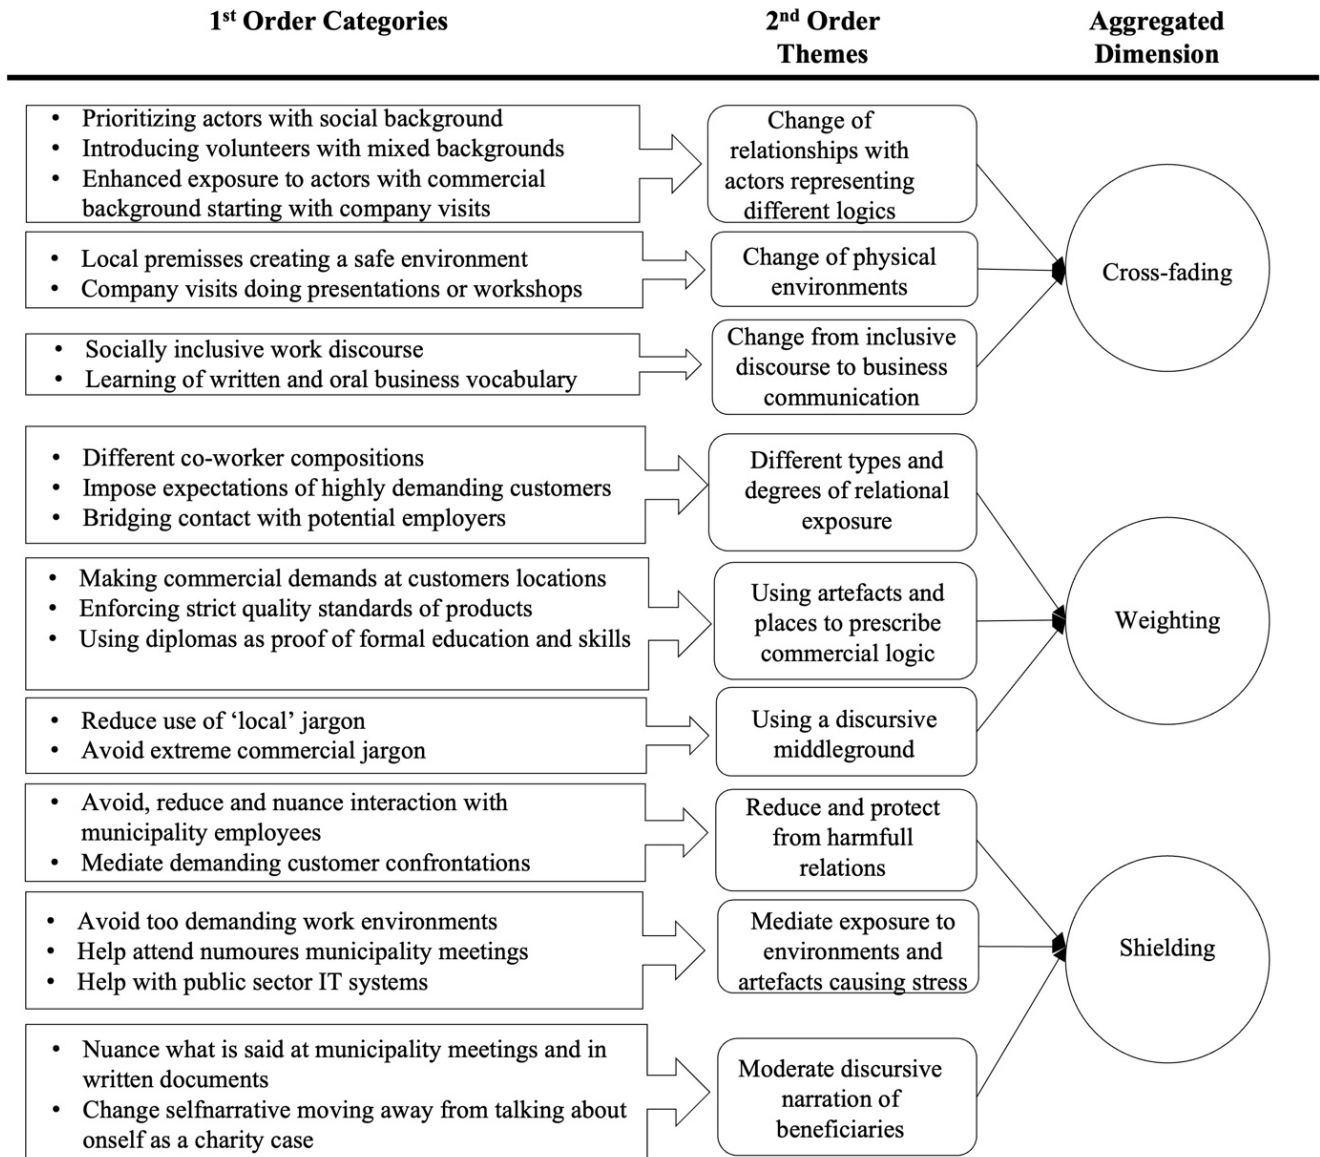 1st Order Categories
2nd Order
Themes
Aggregated
Dimension
• Prioritizing actors with social background
• Introducing volunteers with mixed backgrounds
• Enhanced exposure to actors with commercial
background starting with company visits
Change of
relationships with
actors representing
different logics
• Local premisses creating a safe environment
• Company visits doing presentations or workshops
Change of physical
environments
Cross-fading
• Socially inclusive work discourse
• Learning of written and oral business vocabulary
Change from inclusive
discourse to business
communication
• Different co-worker compositions
• Impose expectations of highly demanding customers
• Bridging contact with potential employers
Different types and
degrees of relational
exposure
• Making commercial demands at customers locations
• Enforcing strict quality standards of products
• Using diplomas as proof of formal education and skills
Using artefacts and
places to prescribe
commercial logic
Weighting
• Reduce use of ‘local’ jargon
• Avoid extreme commercial jargon
Using a discursive
middleground
• Avoid, reduce and nuance interaction with
municipality employees
• Mediate demanding customer confrontations
Reduce and protect
from harmfull
relations
• Avoid too demanding work environments
• Help attend numoures municipality meetings
• Help with public sector IT systems
Mediate exposure to
environments and
artefacts causing stress
Shielding
• Nuance what is said at municipality meetings and in
written documents
• Change selfnarrative moving away from talking about
onself as a charity case
Moderate discursive
narration of
beneficiaries